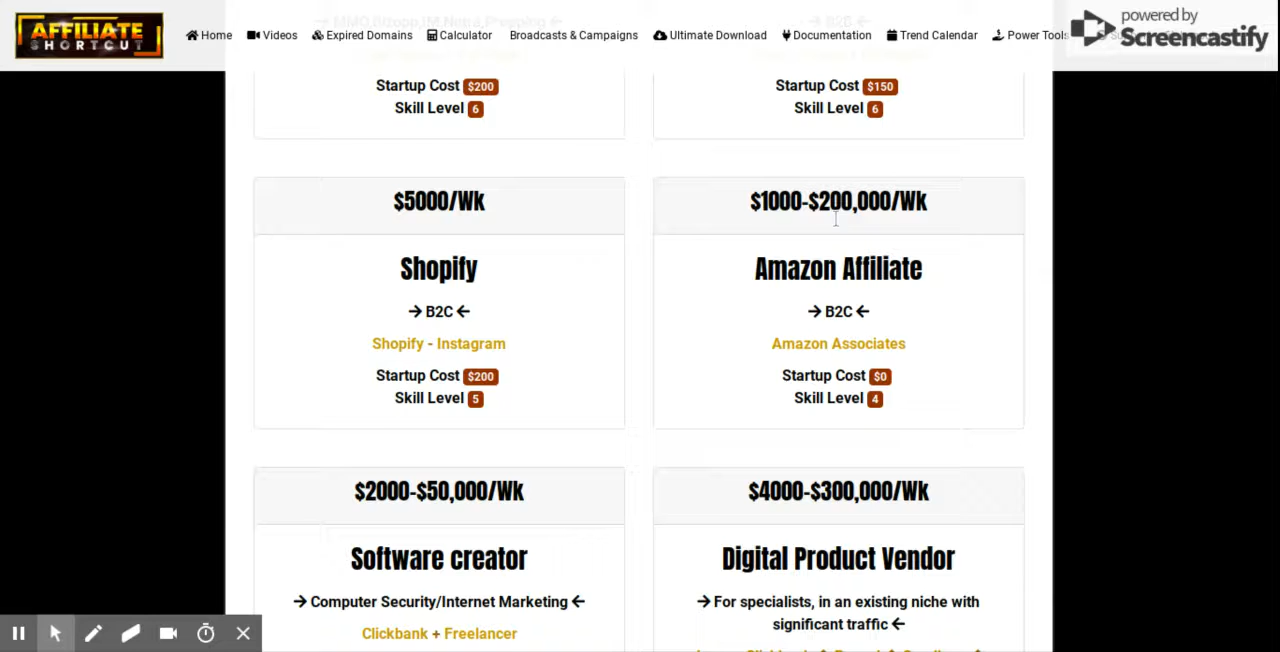 AFFILIATE
SHORTCUT
Home
Videos
Expired Domains
Calculator
Broadcasts & Campaigns
Ultimate Download
Documentation
Trend Calendar
Power Tools
powered by
Screencastify
B2B
Startup Cost $200
Skill Level 6
Startup Cost $150
Skill Level 6
$5000/Wk
Shopify
B2C
Shopify - Instagram
Startup Cost $200
Skill Level 5
$1000-$200,000/Wk
Amazon Affiliate
B2C
Amazon Associates
Startup Cost $0
Skill Level 4
$2000-$50,000/Wk
Software creator
Computer Security/Internet Marketing
Clickbank + Freelancer
$4000-$300,000/Wk
Digital Product Vendor
For specialists, in an existing niche with
significant traffic